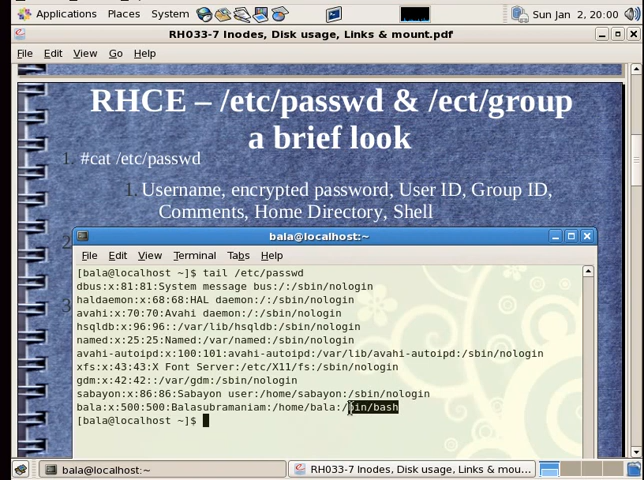 Applications Places System
Sun Jan 2, 20:00
RH033-7 Inodes, Disk usage, Links & mount.pdf
File Edit View Go Help
RHCE – /etc/passwd & /ect/group
a brief look
1. #cat /etc/passwd
1. Username, encrypted password, User ID, Group ID,
Comments, Home Directory, Shell
2
bala@localhost:~
File Edit View Terminal Tabs Help
[bala@localhost ~]$ tail /etc/passwd
dbus:x:81:81:System message bus:/:/sbin/nologin
haldaemon:x:68:68:HAL daemon:/:/sbin/nologin
avahi:x:70:70:Avahi daemon:/:/sbin/nologin
3
hsqldb:x:96:96::/var/lib/hsqldb:/sbin/nologin
named:x:25:25:Named:/var/named:/sbin/nologin
avahi-autoipd:x:100:101:avahi-autoipd:/var/lib/avahi-autoipd:/sbin/nologin
xfs:x:43:43:X Font Server:/etc/X11/fs:/sbin/nologin
gdm:x:42:42::/var/gdm:/sbin/nologin
sabayon:x:86:86:Sabayon user:/home/sabayon:/sbin/nologin
bala:x:500:500:Balasubramaniam:/home/bala:/bin/bash
[bala@localhost ~]$
bala@localhost:~
RH033-7 Inodes, Disk usage, Links & mou...